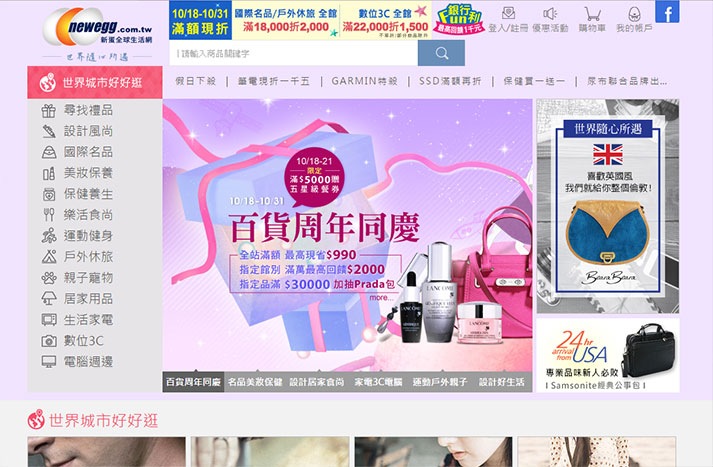 newegg.com.tw
新蛋全球生活網
世界隨心所遇
10/18-10/31
滿額現折
國際名品/戶外休旅 全館
滿18,000折2,000
數位3C 全館
滿22,000折1,500
銀行
Fun利
登入/註冊
優惠活動
購物車
我的帳戶
f
請輸入商品關鍵字
假日下殺 | 筆電現折一千五 | GARMIN特殺 | SSD滿額再折 | 保健買一送一 | 尿布聯合品牌出...
世界城市好好逛
尋找禮品
設計風尚
國際名品
美妝保養
保健養生
樂活食尚
運動健身
戶外休旅
親子寵物
居家用品
生活家電
數位3C
電腦週邊
10/18-21
限定
滿$5000贈
五星級餐券
10/18-10/31
百貨周年同慶
全站滿額 最高現省$990
指定館別 滿萬最高回饋$2000
指定品滿 $30000 加抽Prada包
more...
LANCOME
LANCOME
LANCOME
百貨周年同慶 名品美妝保健 設計居家食尚 家電3C電腦 運動戶外親子 設計好生活
世界隨心所遇
喜歡英國風
我們就給你整個倫敦!
Boara Boara
24hr
arrival
from USA
專業品味新人必敗
| Samsonite經典公事包 |
世界城市好好逛